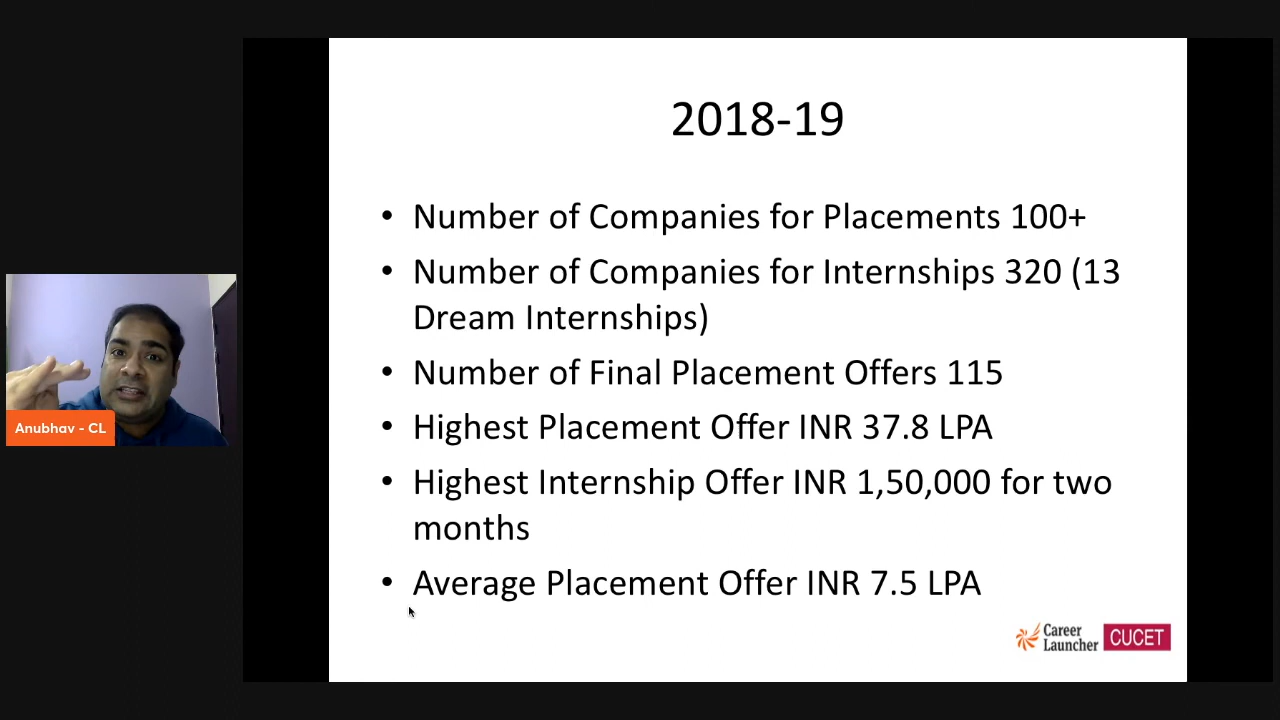 2018-19
• Number of Companies for Placements 100+
• Number of Companies for Internships 320 (13
Dream Internships)
• Number of Final Placement Offers 115
• Highest Placement Offer INR 37.8 LPA
• Highest Internship Offer INR 1,50,000 for two
months
• Average Placement Offer INR 7.5 LPA
Anubhav - CL
Career
Launcher
CUCET